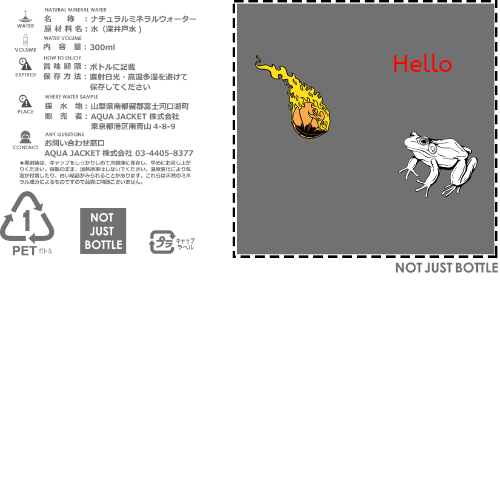 NATURAL MINERAL WATER
名 称:ナチュラルミネラルウォーター
原材料名:水(深井戸水)
WATER
WATER VOLUME
内容量:300ml
VOLUME
HOW TO ENJOY
賞味期限:ボトルに記載
保存方法:直射日光・高温多湿を避けて
保存してください
EXPIRED
WHERE WATER SAMPLE
採水地:山梨県南都留郡富士河口湖町
販売者:AQUA JACKET 株式会社
東京都港区南青山 4-8-9
PLACE
ANY QUESTIONS
お問い合わせ窓口
AQUA JACKET 株式会社 03-4405-8377
CONTACT
1
PET ボトル
NOT
JUST
BOTTLE
プラ
キャップ
ラベル
Hello
NOT JUST BOTTLE